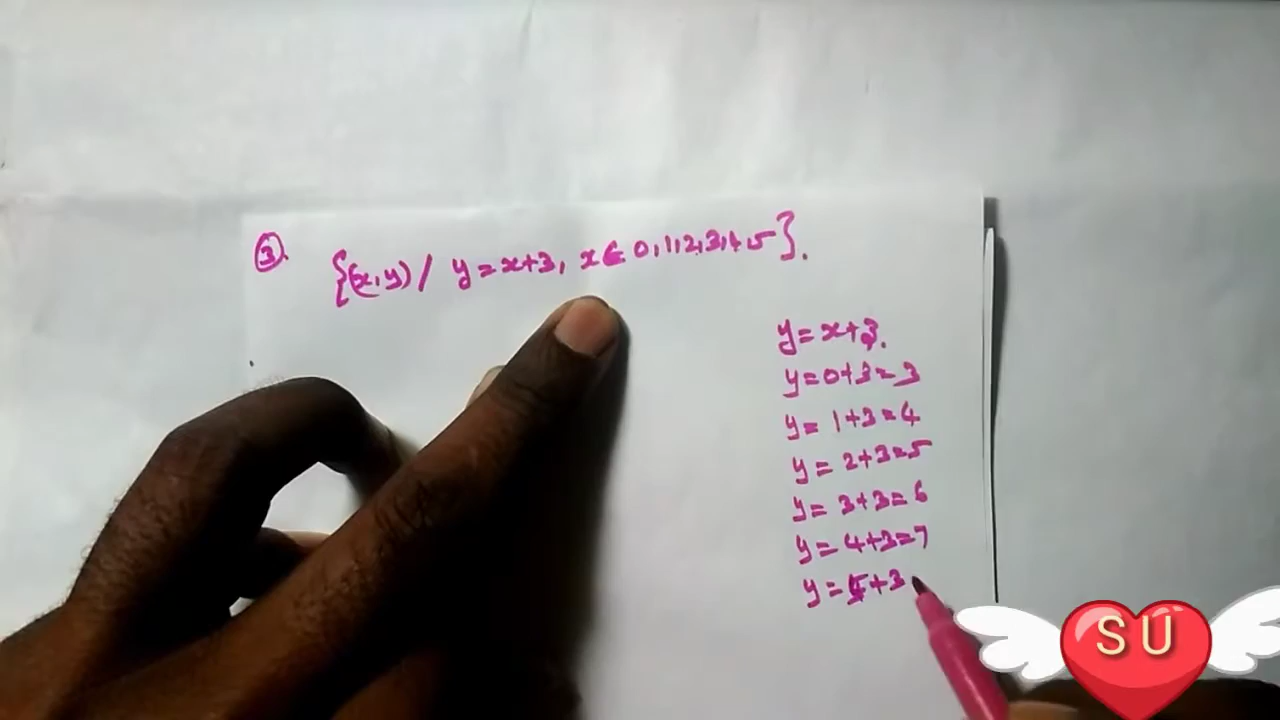 ③. {(x,y) / y=x+3, x∈ 0,1,2,3,4,5}.
y=x+3.
y=0+3=3
y=1+3=4
y=2+3=5
y=3+3=6
y=4+3=7
y=5+3
SU